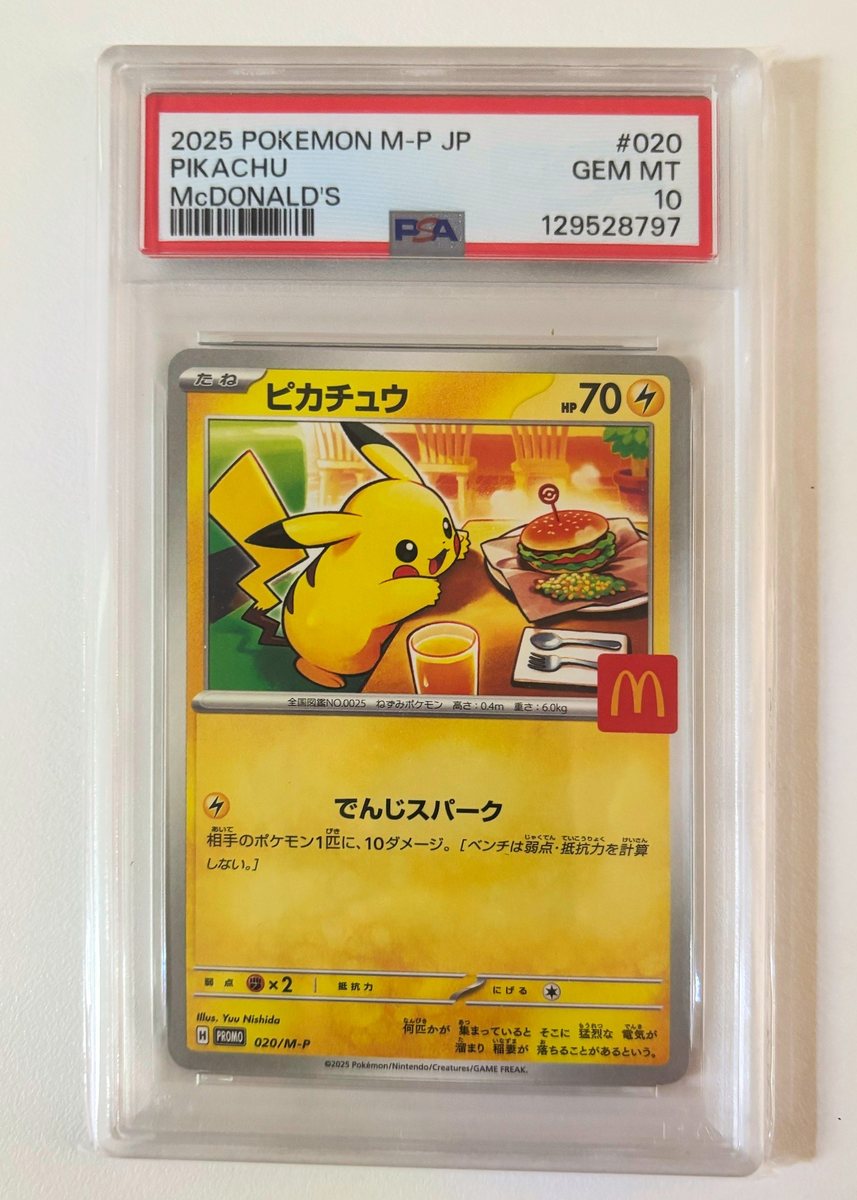 2025 POKEMON M-P JP #020
PIKACHU GEM MT
McDONALD'S 10
PSA 129528797
たね ピカチュウ HP70
M
全国図鑑NO.0025 ねずみポケモン 高さ:0.4m 重さ:6.0kg
でんじスパーク
相手のポケモン1匹に、10ダメージ。[ベンチは弱点・抵抗力を計算
しない。]
弱点 ×2 抵抗力 にげる
Illus. Yuu Nishida
何匹かが 集まっていると そこに 猛烈な 電気が
溜まり 稲妻が 落ちることがあるという。
H PROMO 020/M-P
©2025 Pokémon/Nintendo/Creatures/GAME FREAK.